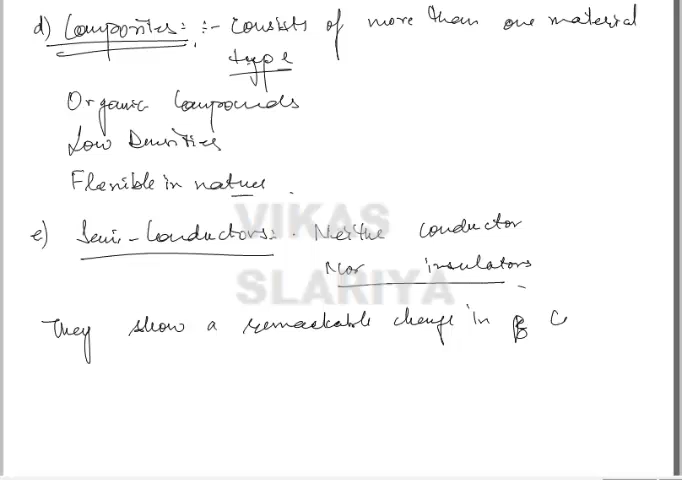 d) Composites: :- Consists of more than one material
type
Organic Compounds
Low Densities
Flexible in nature.
VIKAS
e) Semi-Conductors: Neither conductor
Nor insulators
SLARIYA
They show a remarkable change in C